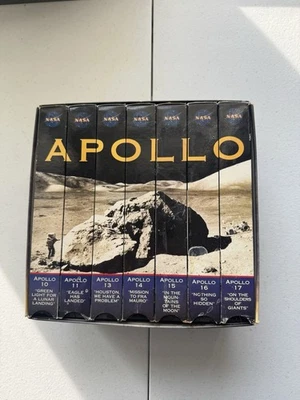 NASA NASA NASA NASA NASA NASA NASA
APOLLO
APOLLO
10
"GREEN
LIGHT FOR
A LUNAR
LANDING"
APOLLO
11
"EAGLE
HAS
LANDED"
APOLLO
13
"HOUSTON,
WE HAVE A
PROBLEM"
APOLLO
14
"MISSION TO
FRA
MAURO"
APOLLO
15
"IN THE
MOUN-
TAINS OF
THE MOON"
APOLLO
16
"NOTHING
SO
HIDDEN"
APOLLO
17
"ON THE
SHOULDERS
OF
GIANTS"